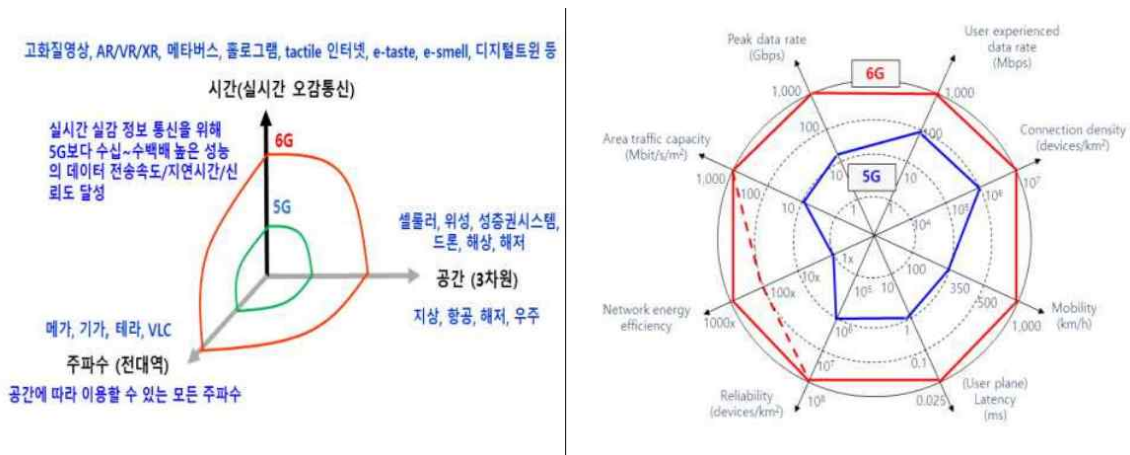 고화질영상, AR/VR/XR, 메타버스, 홀로그램, tactile 인터넷, e-taste, e-smell, 디지털트윈 등
시간(실시간 오감통신)
실시간 실감 정보 통신을 위해
5G보다 수십~수백배 높은 성능
의 데이터 전송속도/지연시간/신
뢰도 달성
6G
5G
셀룰러, 위성, 성층권시스템,
드론, 해상, 해저
공간 (3차원)
지상, 항공, 해저, 우주
메가, 기가, 테라, VLC
주파수 (전대역)
공간에 따라 이용할 수 있는 모든 주파수
Peak data rate
(Gbps)
User experienced
data rate
(Mbps)
6G
1,000
1,000
100
100
Area traffic capacity
(Mbit/s/m²)
Connection density
(devices/km²)
10
10
5G
1,000
100
10
1
1
1
10⁴
10⁵
10⁶
10⁷
1x
10x
100x
1000x
Network energy
efficiency
100
350
500
1,000
Mobility
(km/h)
10⁵
10
10⁶
1
10⁷
0.1
10⁸
0.025
Reliability
(devices/km²)
(User plane)
Latency
(ms)